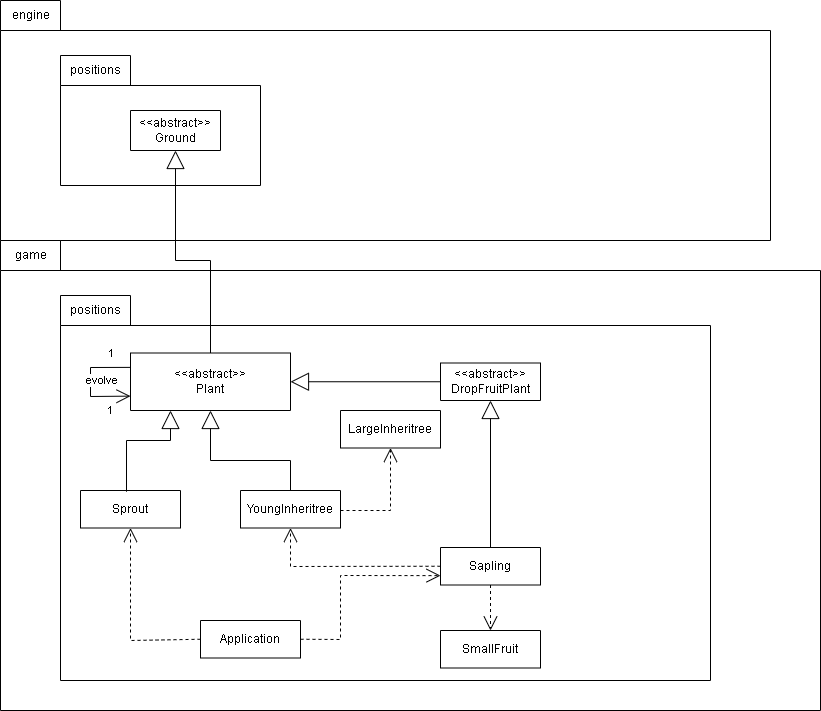 engine
positions
<<abstract>>
Ground
game
positions
1
evolve
1
<<abstract>>
Plant
<<abstract>>
DropFruitPlant
LargeInheritree
Sprout
YoungInheritree
Sapling
Application
SmallFruit